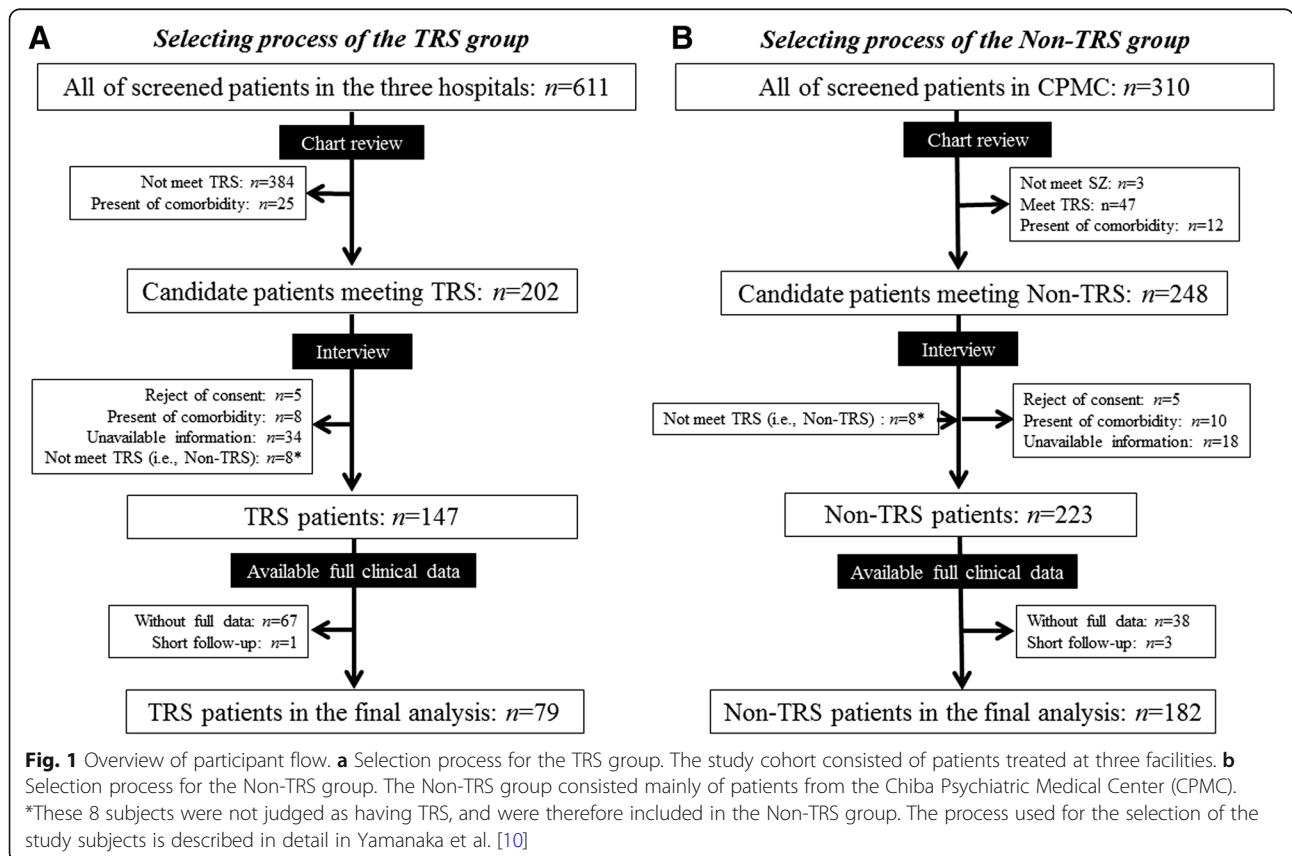 A
Selecting process of the TRS group
All of screened patients in the three hospitals: n=611
Chart review
Not meet TRS: n=384
Present of comorbidity: n=25
Candidate patients meeting TRS: n=202
Interview
Reject of consent: n=5
Present of comorbidity: n=8
Unavailable information: n=34
Not meet TRS (i.e., Non-TRS): n=8*
TRS patients: n=147
Available full clinical data
Without full data: n=67
Short follow-up: n=1
TRS patients in the final analysis: n=79
B
Selecting process of the Non-TRS group
All of screened patients in CPMC: n=310
Chart review
Not meet SZ: n=3
Meet TRS: n=47
Present of comorbidity: n=12
Candidate patients meeting Non-TRS: n=248
Interview
Not meet TRS (i.e., Non-TRS) : n=8*
Reject of consent: n=5
Present of comorbidity: n=10
Unavailable information: n=18
Non-TRS patients: n=223
Available full clinical data
Without full data: n=38
Short follow-up: n=3
Non-TRS patients in the final analysis: n=182
Fig. 1 Overview of participant flow. a Selection process for the TRS group. The study cohort consisted of patients treated at three facilities. b
Selection process for the Non-TRS group. The Non-TRS group consisted mainly of patients from the Chiba Psychiatric Medical Center (CPMC).
*These 8 subjects were not judged as having TRS, and were therefore included in the Non-TRS group. The process used for the selection of the
study subjects is described in detail in Yamanaka et al. [10]